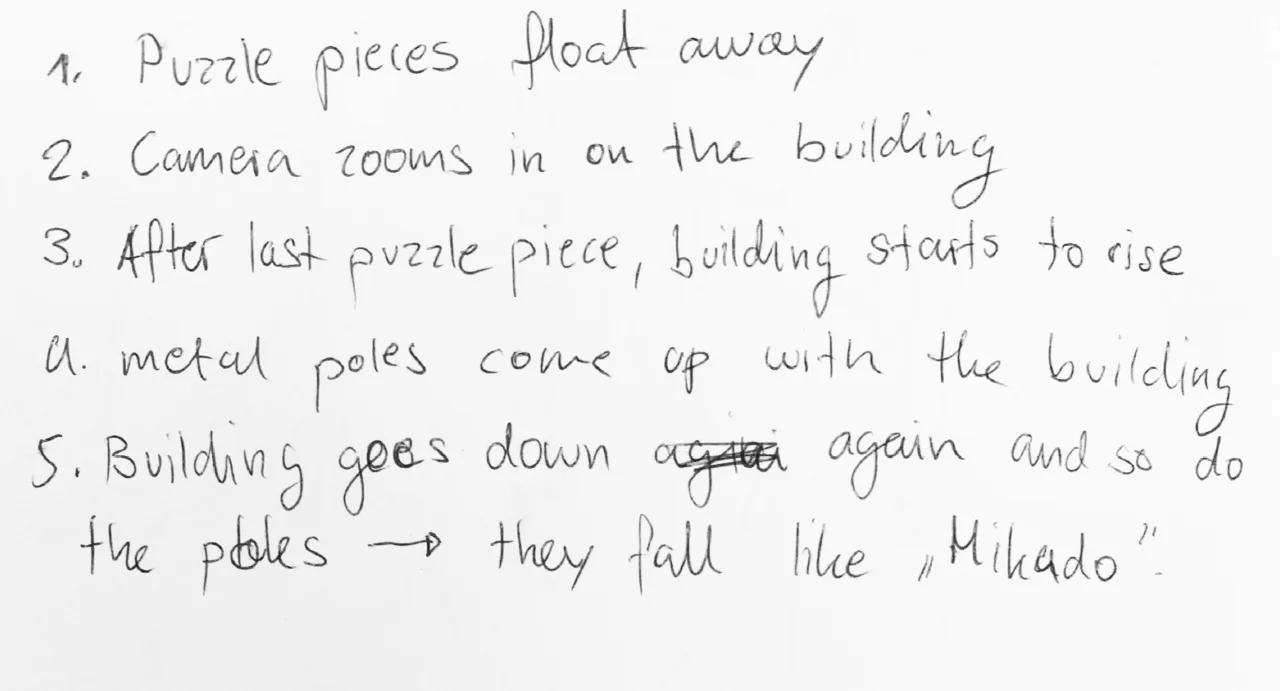 1. Puzzle pieces float away
2. Camera zooms in on the building
3. After last puzzle piece, building starts to rise
4. metal poles come up with the building
5. Building goes down again and so do
the poles → they fall like „Mikado”.